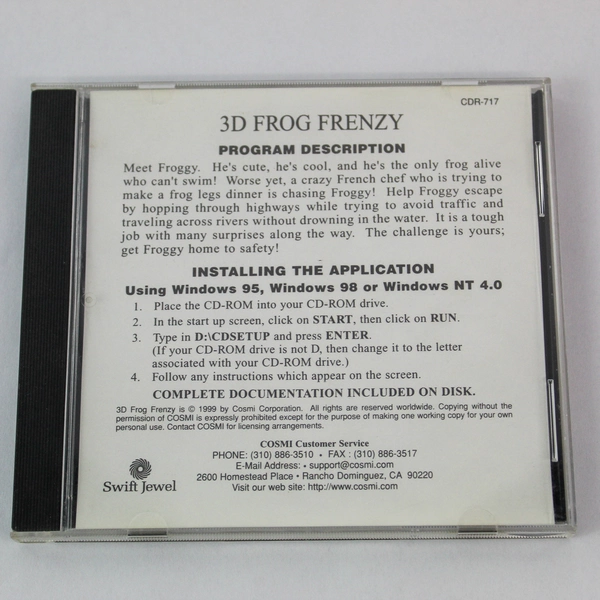 CDR-717
3D FROG FRENZY
PROGRAM DESCRIPTION
Meet Froggy. He's cute, he's cool, and he's the only frog alive
who can't swim! Worse yet, a crazy French chef who is trying to
make a frog legs dinner is chasing Froggy! Help Froggy escape
by hopping through highways while trying to avoid traffic and
traveling across rivers without drowning in the water. It is a tough
job with many surprises along the way. The challenge is yours;
get Froggy home to safety!
INSTALLING THE APPLICATION
Using Windows 95, Windows 98 or Windows NT 4.0
1. Place the CD-ROM into your CD-ROM drive.
2. In the start up screen, click on START, then click on RUN.
3. Type in D:\CDSETUP and press ENTER.
(If your CD-ROM drive is not D, then change it to the letter
associated with your CD-ROM drive.)
4. Follow any instructions which appear on the screen.
COMPLETE DOCUMENTATION INCLUDED ON DISK.
3D Frog Frenzy is © 1999 by Cosmi Corporation. All rights are reserved worldwide. Copying without the
permission of COSMI is expressly prohibited except for the purpose of making one working copy for your own
personal use. Contact COSMI for licensing arrangements.
COSMI Customer Service
PHONE: (310) 886-3510 • FAX : (310) 886-3517
E-Mail Address: • support@cosmi.com
2600 Homestead Place • Rancho Dominguez, CA 90220
Visit our web site: http://www.cosmi.com
Swift Jewel